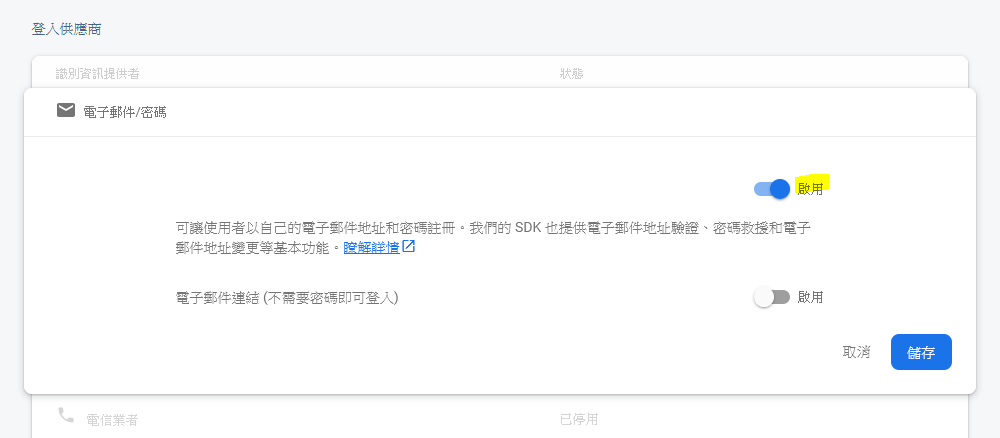 登入供應商
識別資訊提供者 狀態
電子郵件/密碼
啟用
可讓使用者以自己的電子郵件地址和密碼註冊。我們的 SDK 也提供電子郵件地址驗證、密碼救援和電子
郵件地址變更等基本功能。瞭解詳情
電子郵件連結 (不需要密碼即可登入) 啟用
取消 儲存
電信業者 已停用